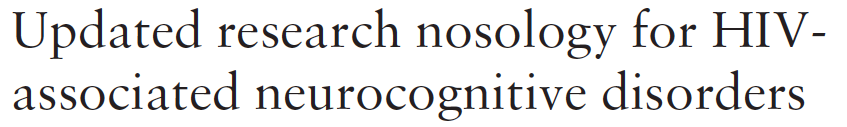 Updated research nosology for HIV-
associated neurocognitive disorders